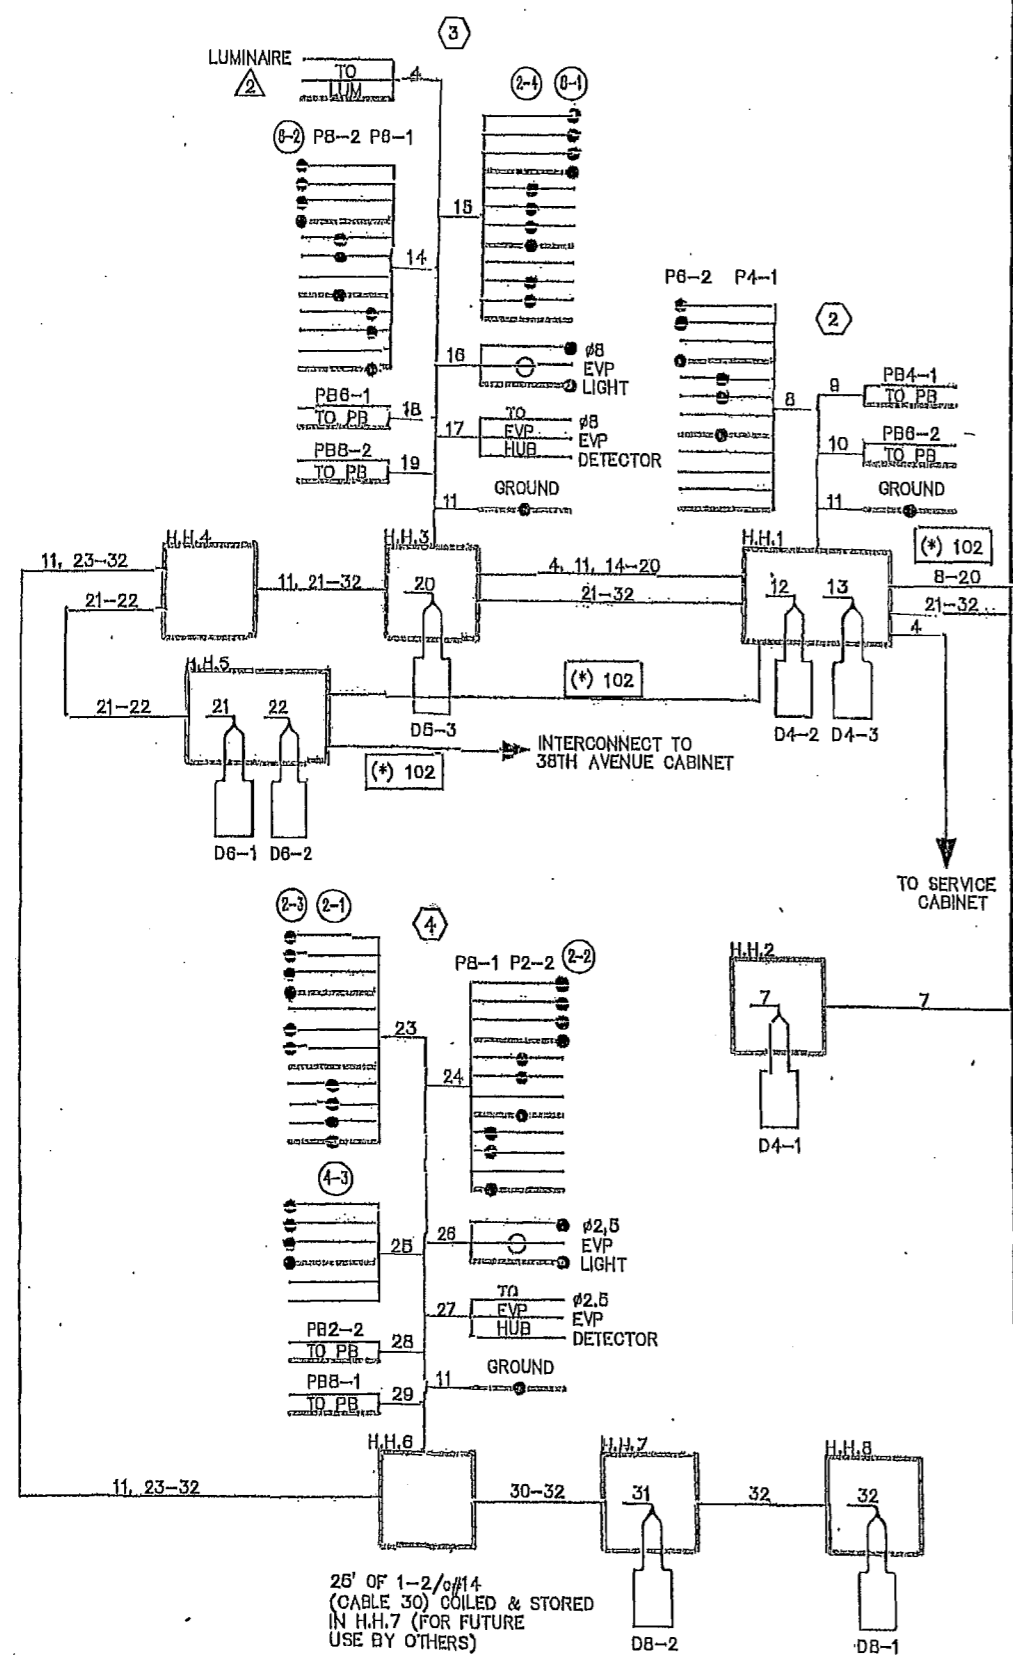 3
LUMINAIRE
2
TO
LUM
4
2-4 6-1
8-2 P8-2 P6-1
15
14
P6-2 P4-1
2
16
Ø8
EVP
LIGHT
PB6-1
TO PB
18
17
TO
EVP
HUB
Ø8
EVP
DETECTOR
8
9
PB4-1
TO PB
PB8-2
TO PB
19
10
PB6-2
TO PB
11
GROUND
11
GROUND
H.H.4
H.H.3
H.H.1
(*) 102
11, 23-32
11, 21-32
20
4, 11, 14-20
12
13
8-20
21-22
21-32
21-32
4
H.H.5
(*) 102
21-22
21
22
D6-3
D4-2 D4-3
INTERCONNECT TO
38TH AVENUE CABINET
(*) 102
D6-1 D6-2
TO SERVICE
CABINET
2-3 2-1
4
P8-1 P2-2 2-2
H.H.2
7
7
23
24
D4-1
4-3
25
26
Ø2,5
EVP
LIGHT
27
TO
EVP
HUB
Ø2.5
EVP
DETECTOR
PB2-2
TO PB
28
PB8-1
TO PB
29
11
GROUND
H.H.6
H.H.7
H.H.8
11, 23-32
30-32
31
32
32
25' OF 1-2/c#14
(CABLE 30) COILED & STORED
IN H.H.7 (FOR FUTURE
USE BY OTHERS)
D8-2
D8-1